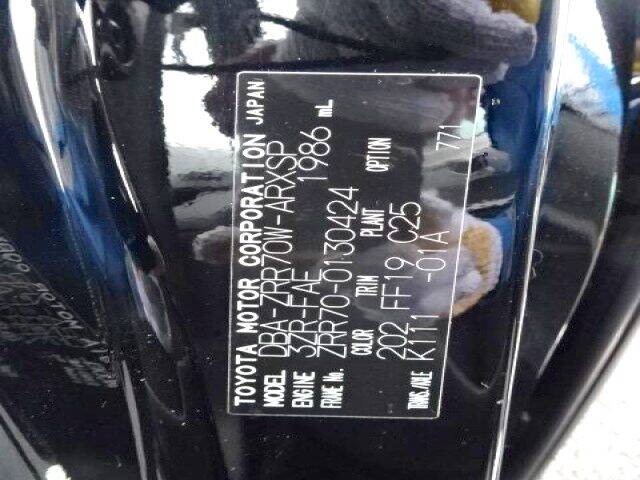 TOYOTA MOTOR CORPORATION JAPAN
MODEL DBA-ZRR70W-ARXSP
ENGINE 3ZR-FAE 1986 mL
FRAME No. ZRR70-0130424
COLOR TRIM PLANT OPTION
202 FF19 C25 771
TRANS./AXLE K111 -01A